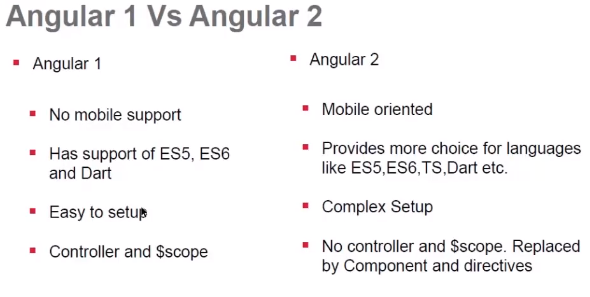 Angular 1 Vs Angular 2
Angular 1
No mobile support
Has support of ES5, ES6
and Dart
Easy to setup
Controller and $scope
Angular 2
Mobile oriented
Provides more choice for languages
like ES5,ES6,TS,Dart etc.
Complex Setup
No controller and $scope. Replaced
by Component and directives